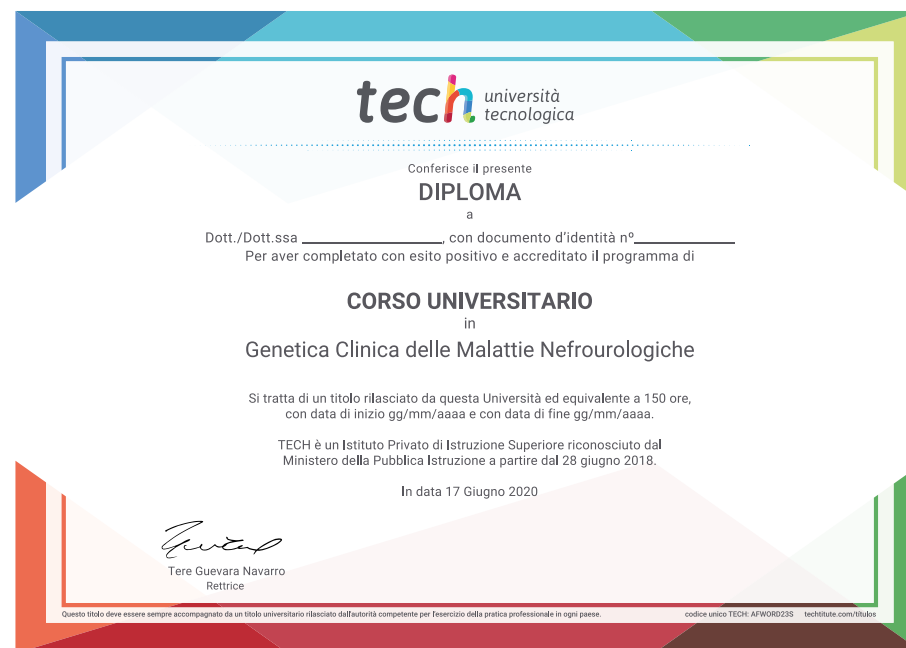 tech università
tecnologica
Conferisce il presente
DIPLOMA
a
Dott./Dott.ssa ________________, con documento d'identità nº____________
Per aver completato con esito positivo e accreditato il programma di
CORSO UNIVERSITARIO
in
Genetica Clinica delle Malattie Nefrourologiche
Si tratta di un titolo rilasciato da questa Università ed equivalente a 150 ore,
con data di inizio gg/mm/aaaa e con data di fine gg/mm/aaaa.
TECH è un Istituto Privato di Istruzione Superiore riconosciuto dal
Ministero della Pubblica Istruzione a partire dal 28 giugno 2018.
In data 17 Giugno 2020
Tere Guevara Navarro
Rettrice
Questo titolo deve essere sempre accompagnato da un titolo universitario rilasciato dall'autorità competente per l'esercizio della pratica professionale in ogni paese. codice unico TECH: AFWORD23S techtitute.com/títulos